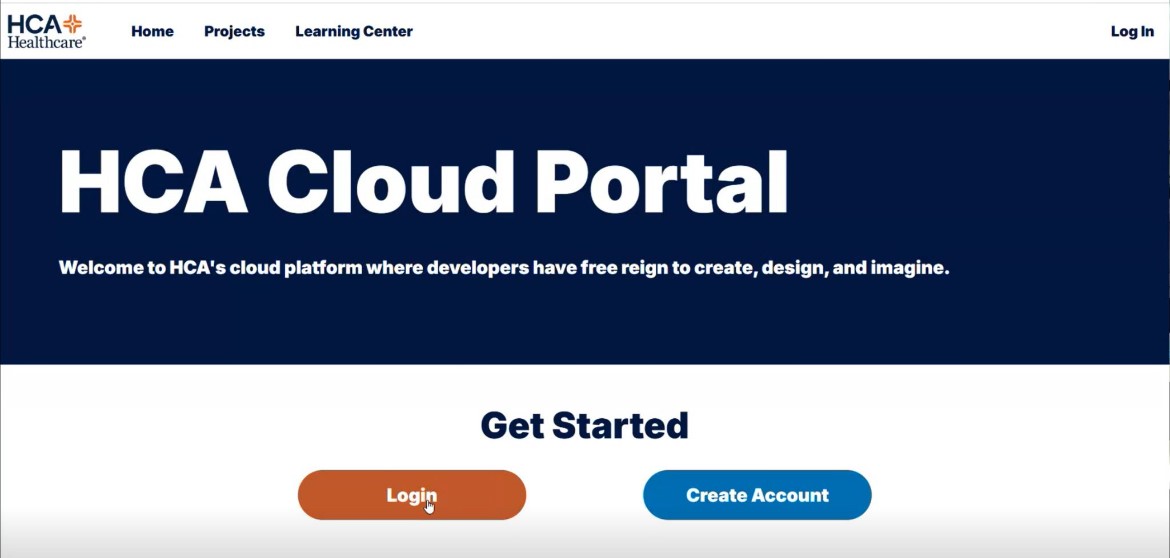 HCA
Healthcare®
Home Projects Learning Center Log In
HCA Cloud Portal
Welcome to HCA's cloud platform where developers have free reign to create, design, and imagine.
Get Started
Login Create Account